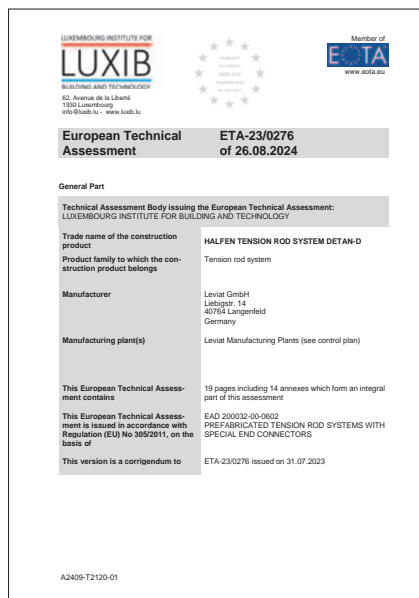 LUXEMBOURG INSTITUTE FOR
LUXIB
BUILDING AND TECHNOLOGY
62, Avenue de la Liberté
1930 Luxembourg
info@luxib.lu - www.luxib.lu
Member of
EOTA
www.eota.eu
European Technical Assessment
ETA-23/0276
of 26.08.2024
General Part
Technical Assessment Body issuing the European Technical Assessment:
LUXEMBOURG INSTITUTE FOR BUILDING AND TECHNOLOGY
Trade name of the construction
product
HALFEN TENSION ROD SYSTEM DETAN-D
Product family to which the con-
struction product belongs
Tension rod system
Manufacturer
Leviat GmbH
Liebigstr. 14
40764 Langenfeld
Germany
Manufacturing plant(s)
Leviat Manufacturing Plants (see control plan)
This European Technical Assess-
ment contains
19 pages including 14 annexes which form an integral
part of this assessment
This European Technical Assess-
ment is issued in accordance with
Regulation (EU) No 305/2011, on the
basis of
EAD 200032-00-0602
PREFABRICATED TENSION ROD SYSTEMS WITH
SPECIAL END CONNECTORS
This version is a corrigendum to
ETA-23/0276 issued on 31.07.2023
A2409-T2120-01